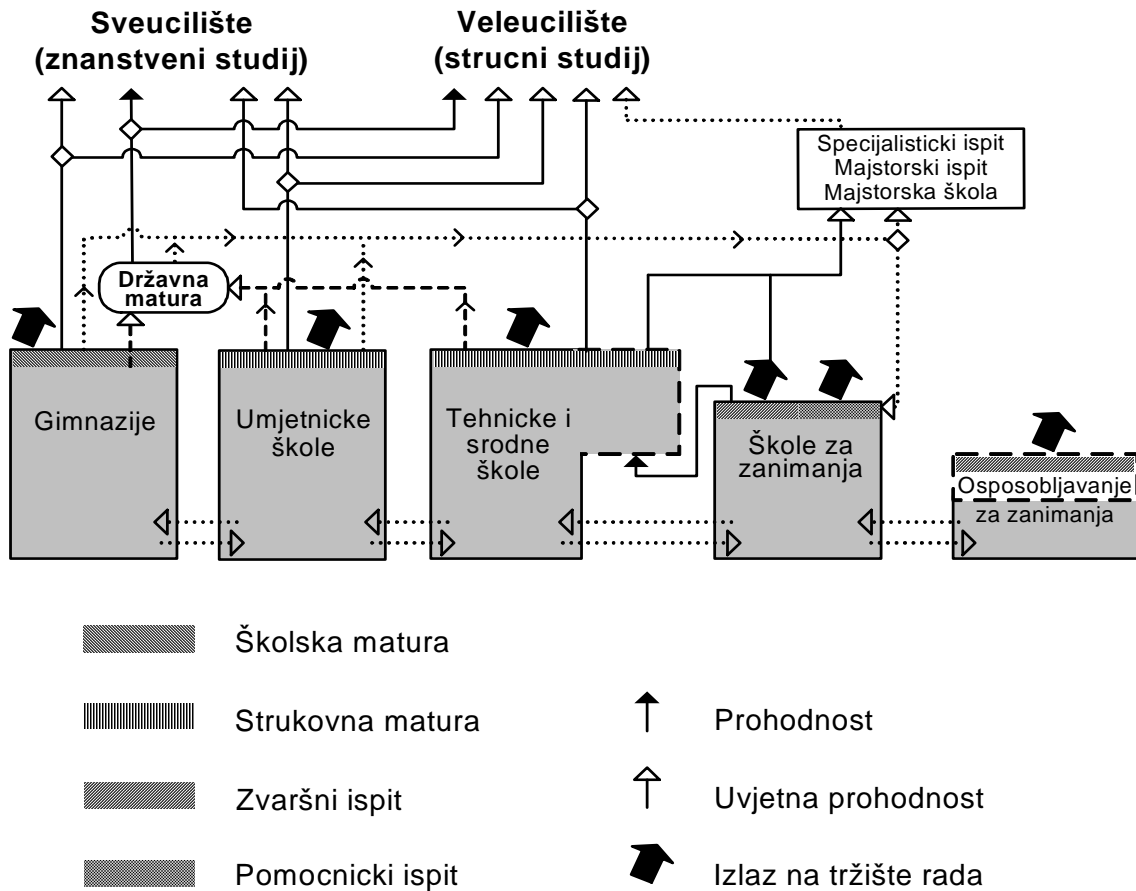 Sveucilište
(znanstveni studij)
Veleucilište
(strucni studij)
Specijalisticki ispit
Majstorski ispit
Majstorska škola
Državna
matura
Gimnazije
Umjetnicke
škole
Tehnicke i
srodne
škole
Škole za
zanimanja
Osposobljavanje
za zanimanja
Školska matura
Strukovna matura
Prohodnost
Zvaršni ispit
Uvjetna prohodnost
Pomocnicki ispit
Izlaz na tržište rada